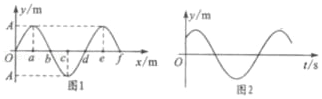 y/m
A
O a b c d e f x/m
A
图1
y/m
O t/s
图2